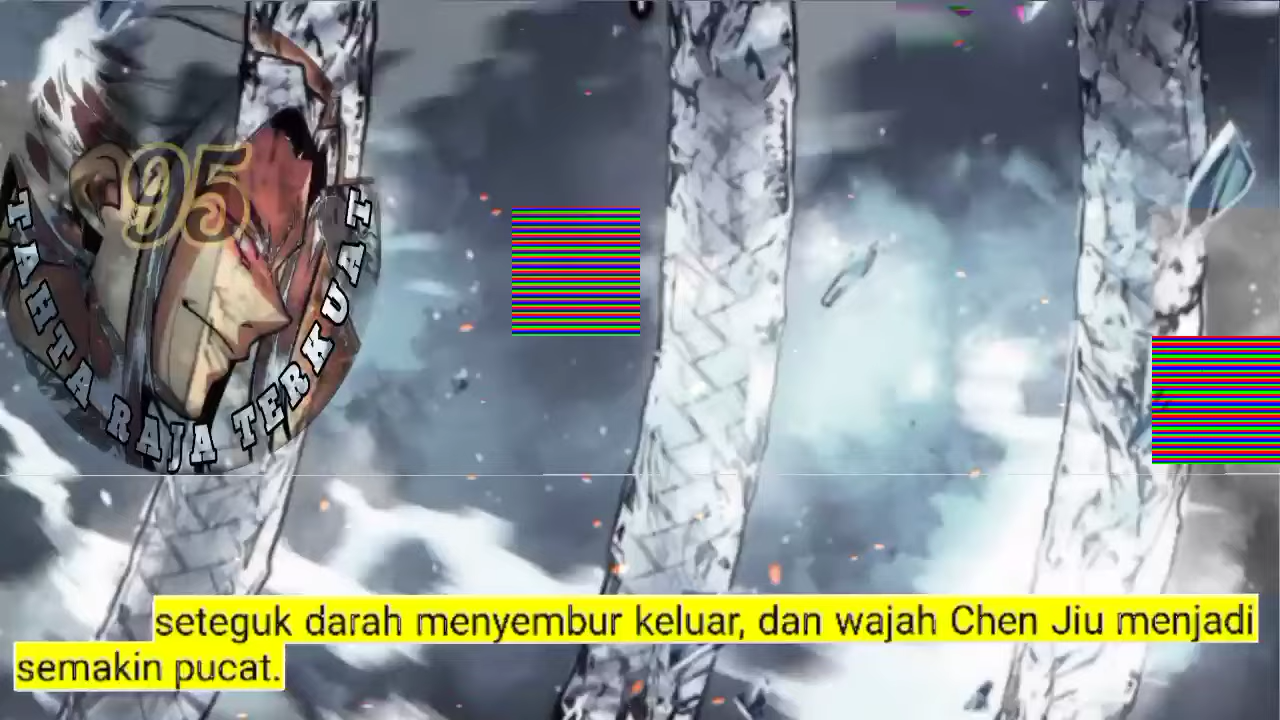 95
TAHTA RAJA TERKUAT
seteguk darah menyembur keluar, dan wajah Chen Jiu menjadi
semakin pucat.